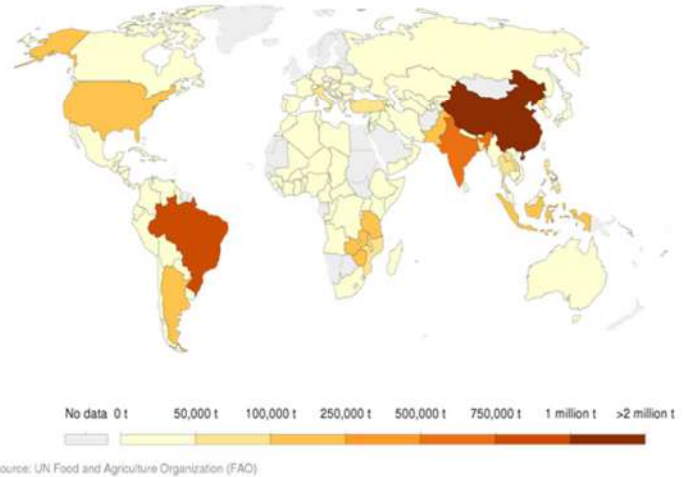 No data 0 t 50,000 t 100,000 t 250,000 t 500,000 t 750,000 t 1 million t >2 million t
ource: UN Food and Agriculture Organization (FAO)